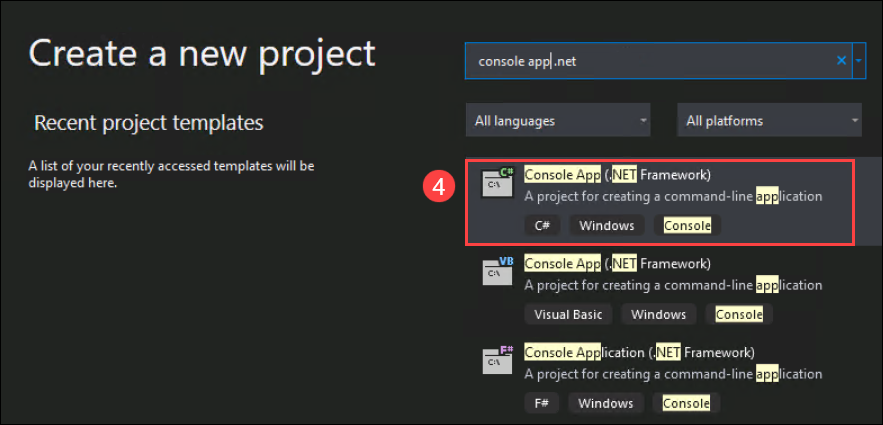 Create a new project
console app.net
Recent project templates
All languages
All platforms
A list of your recently accessed templates will
be displayed here.
4
C#
C:\
Console App (.NET Framework)
A project for creating a command-line application
C#
Windows
Console
VB
C:\
Console App (.NET Framework)
A project for creating a command-line application
Visual Basic
Windows
Console
F#
C:\
Console Application (.NET Framework)
A project for creating a command-line application
F#
Windows
Console